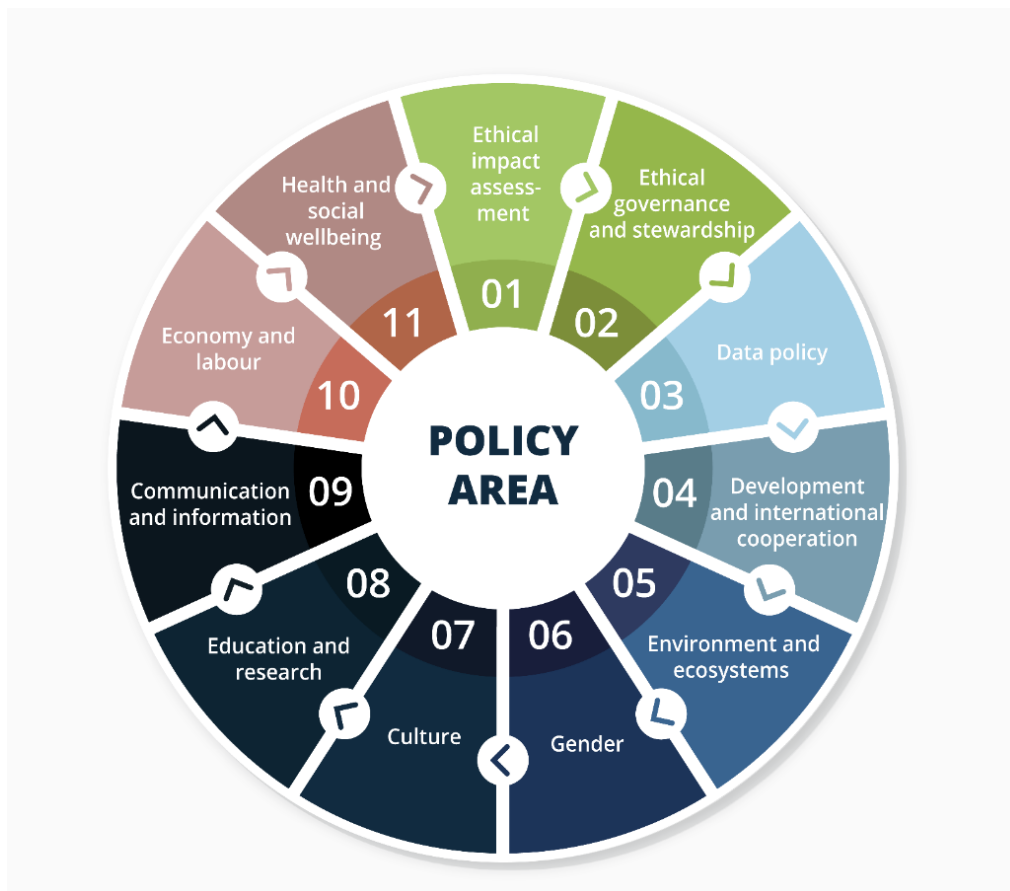 POLICY
AREA
01
Ethical
impact
assess-
ment
02
Ethical
governance
and stewardship
03
Data policy
04
Development
and international
cooperation
05
Environment and
ecosystems
06
Gender
07
Culture
08
Education and
research
09
Communication
and information
10
Economy and
labour
11
Health and
social
wellbeing